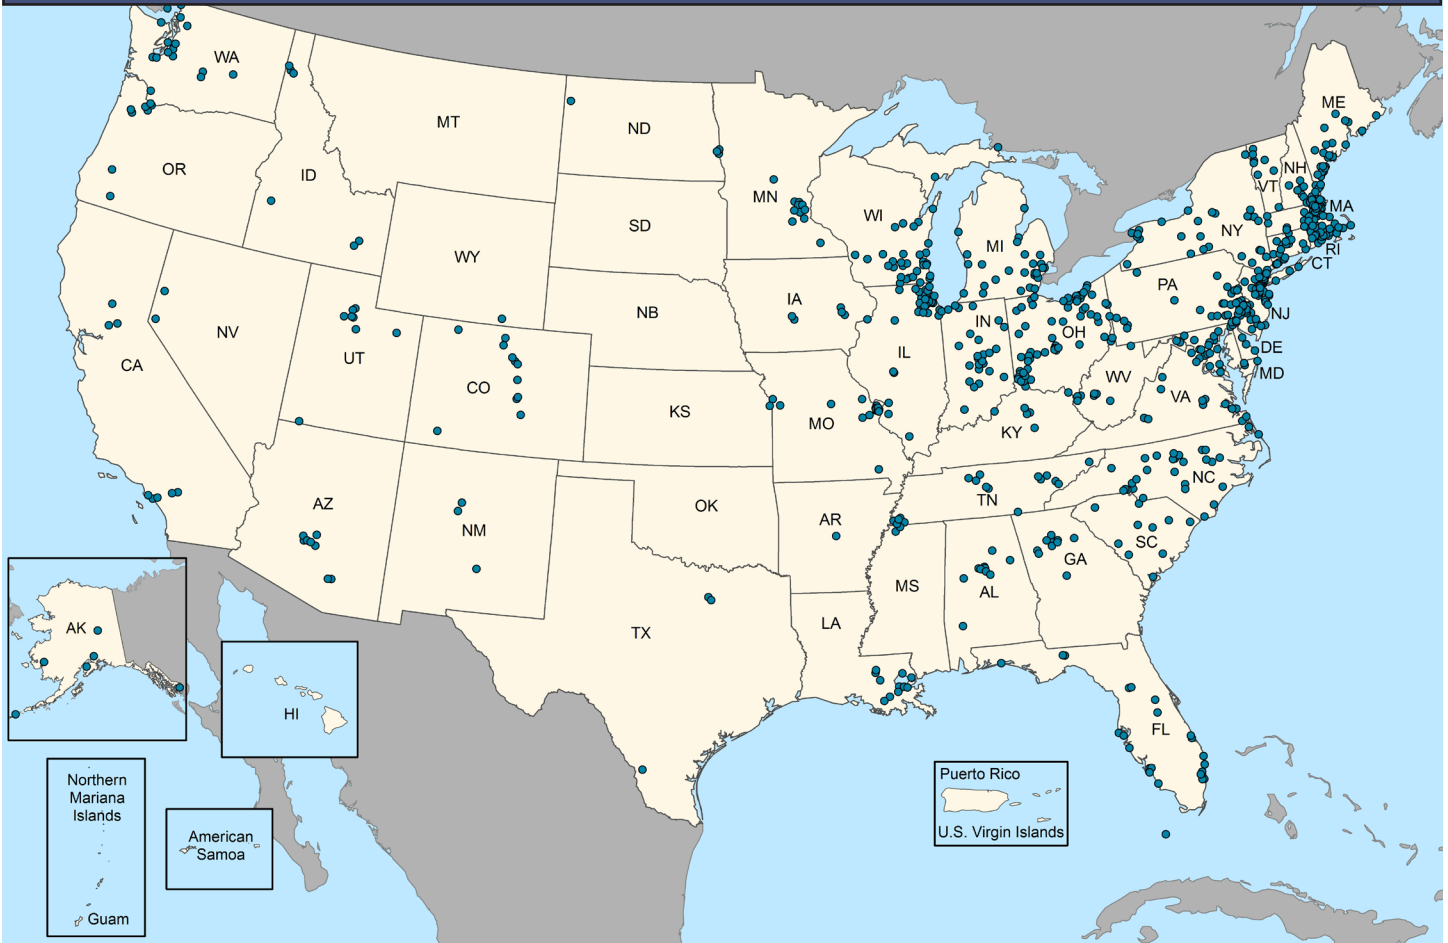 WA
ME
MT
ND
OR
ID
MN
NH
VT
MA
SD
WI
NY
MI
RI
WY
CT
PA
IA
NB
NJ
IN
NV
OH
UT
IL
DE
CA
MD
CO
WV
VA
KS
MO
KY
NC
TN
AZ
OK
AR
NM
SC
GA
MS
AL
LA
TX
AK
HI
FL
Puerto Rico
U.S. Virgin Islands
Northern
Mariana
Islands
American
Samoa
Guam